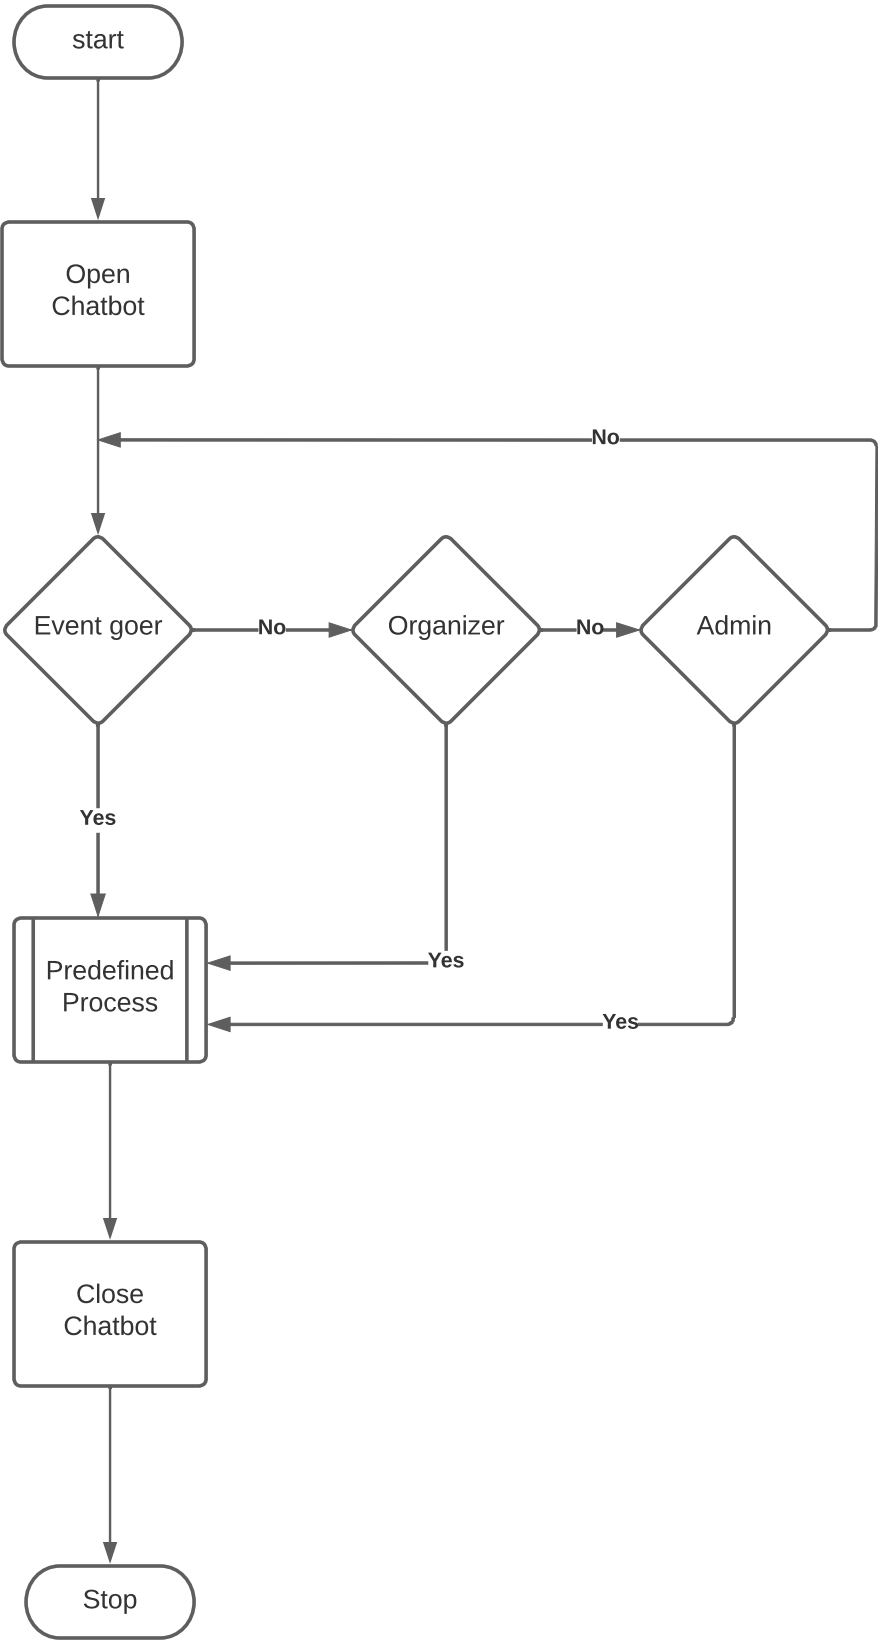 start
Open
Chatbot
No
Event goer
No
Organizer
No
Admin
Yes
Yes
Predefined
Process
Yes
Close
Chatbot
Stop